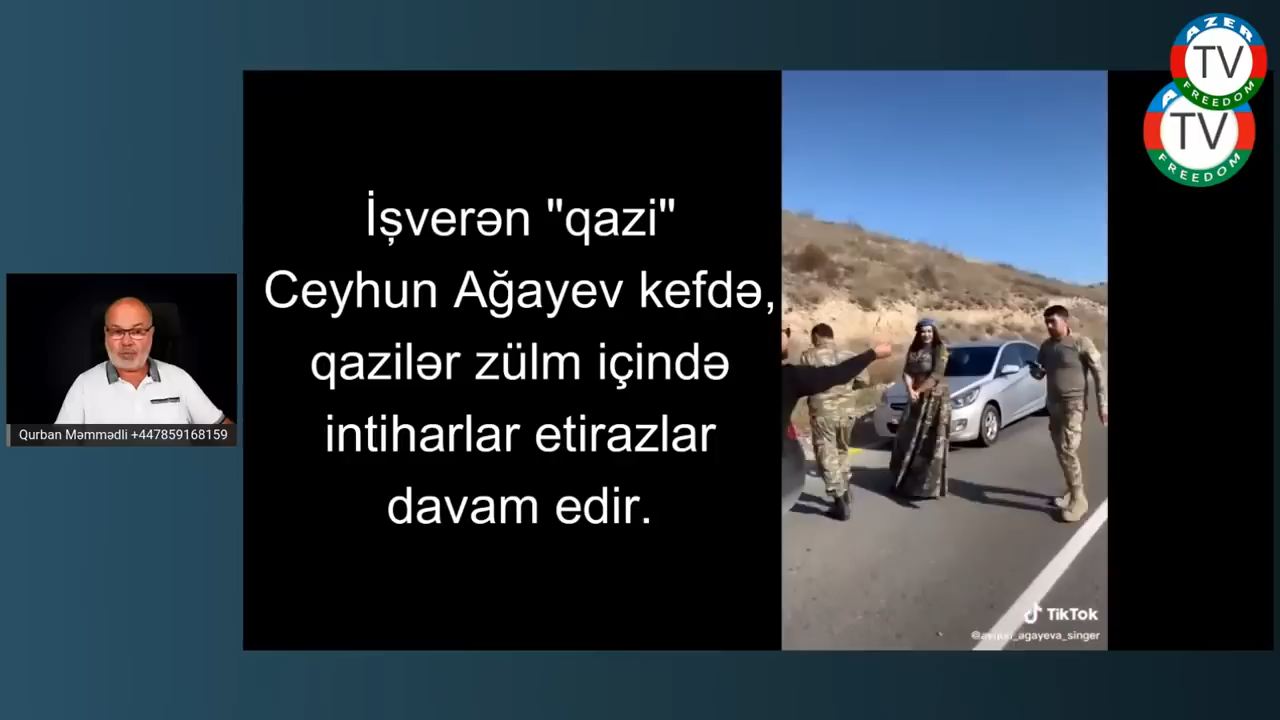 AZER
TV
FREEDOM
A
TV
FREEDOM
İşverən "qazi"
Ceyhun Ağayev kefdə,
qazilər zülm içində
intiharlar etirazlar
davam edir.
Qurban Məmmədli +447859168159
TikTok